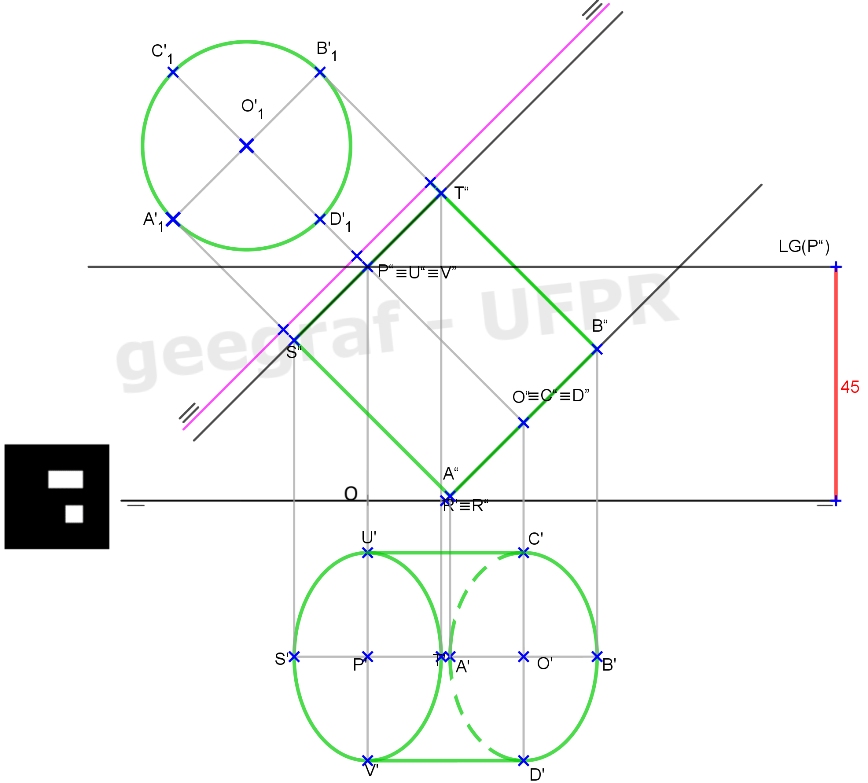 C'1
B'1
O'1
A'1
D'1
T“
LG(P“)
P“≡U“≡V”
geegraf - UFPR
B“
S“
45
O“≡C“≡D”
A“
O
R'≡R“
U'
C'
S'
P'
A'
O'
B'
V'
D'